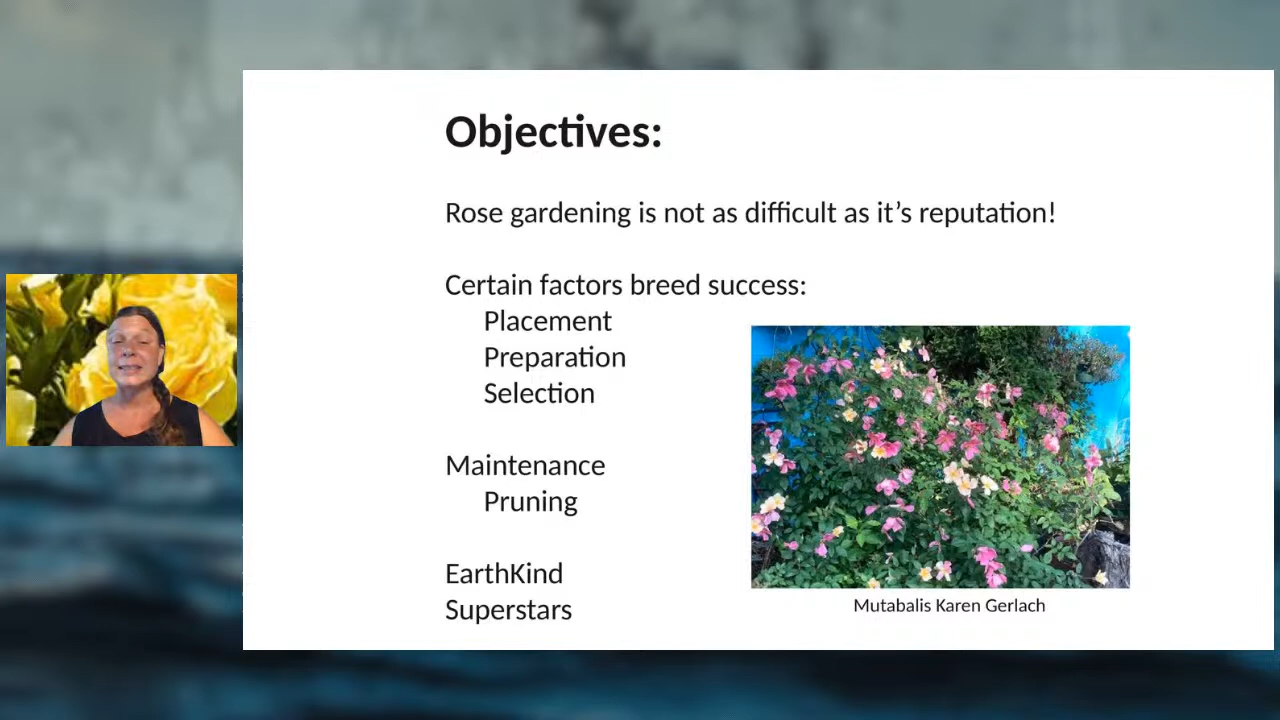 Objectives:
Rose gardening is not as difficult as it’s reputation!
Certain factors breed success:
Placement
Preparation
Selection
Maintenance
Pruning
EarthKind
Superstars
Mutabalis Karen Gerlach